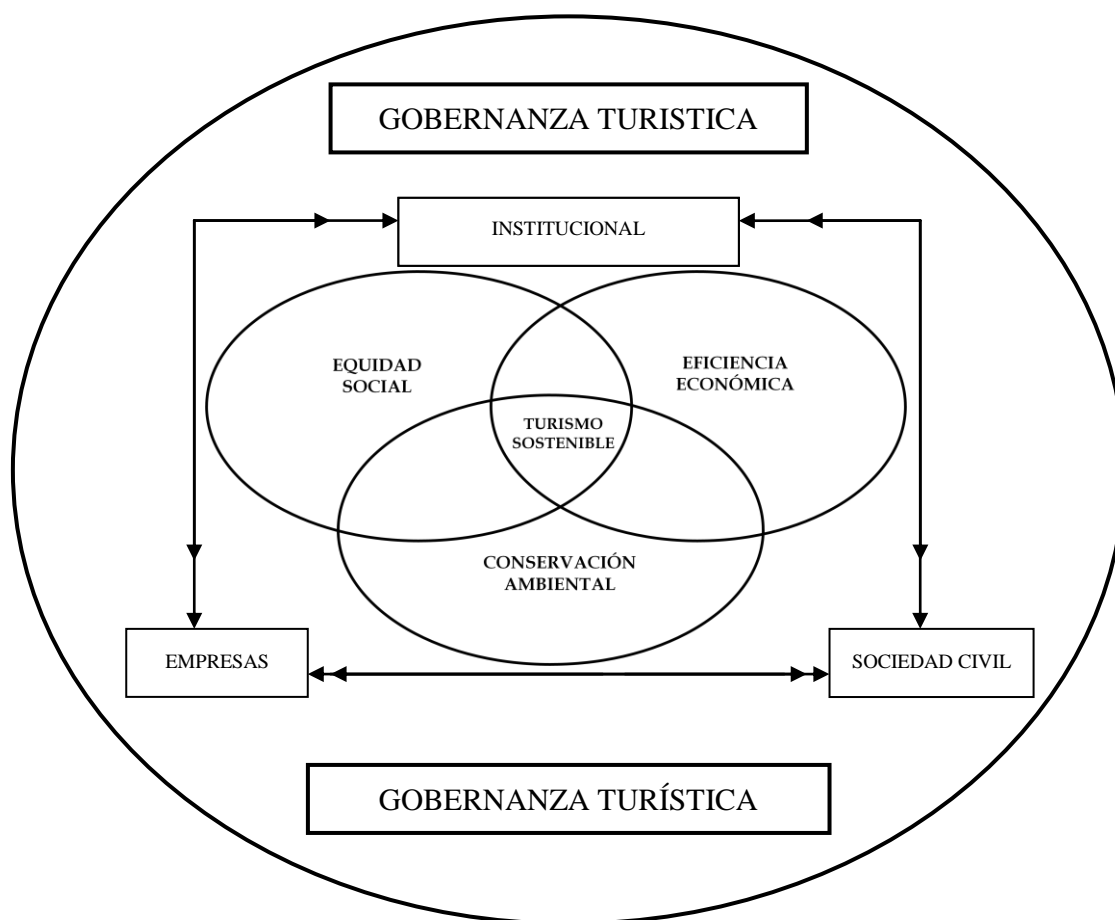 GOBERNANZA TURISTICA
INSTITUCIONAL
EQUIDAD
SOCIAL
EFICIENCIA
ECONÓMICA
TURISMO
SOSTENIBLE
CONSERVACIÓN
AMBIENTAL
EMPRESAS
SOCIEDAD CIVIL
GOBERNANZA TURÍSTICA